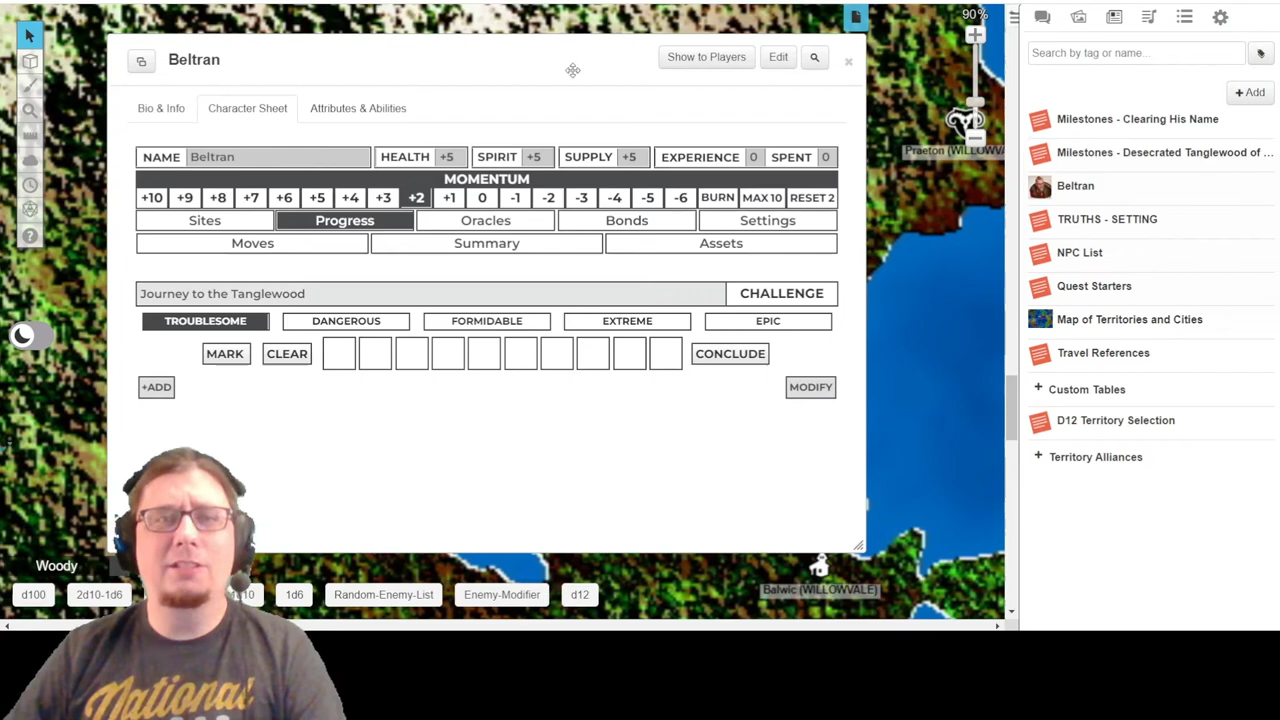 90%
Beltran
Show to Players
Edit
Search by tag or name...
+ Add
Bio & Info
Character Sheet
Attributes & Abilities
NAME Beltran HEALTH +5 SPIRIT +5 SUPPLY +5 EXPERIENCE 0 SPENT 0
MOMENTUM
+10 +9 +8 +7 +6 +5 +4 +3 +2 +1 0 -1 -2 -3 -4 -5 -6 BURN MAX 10 RESET 2
Sites Progress Oracles Bonds Settings
Moves Summary Assets
Journey to the Tanglewood CHALLENGE
TROUBLESOME DANGEROUS FORMIDABLE EXTREME EPIC
MARK CLEAR CONCLUDE
+ADD MODIFY
Milestones - Clearing His Name
Milestones - Desecrated Tanglewood of ...
Beltran
TRUTHS - SETTING
NPC List
Quest Starters
Map of Territories and Cities
Travel References
+ Custom Tables
D12 Territory Selection
+ Territory Alliances
Woody
d100
2d10-1d6
1d6
Random-Enemy-List
Enemy-Modifier
d12
Balwic (WILLOWVALE)
National